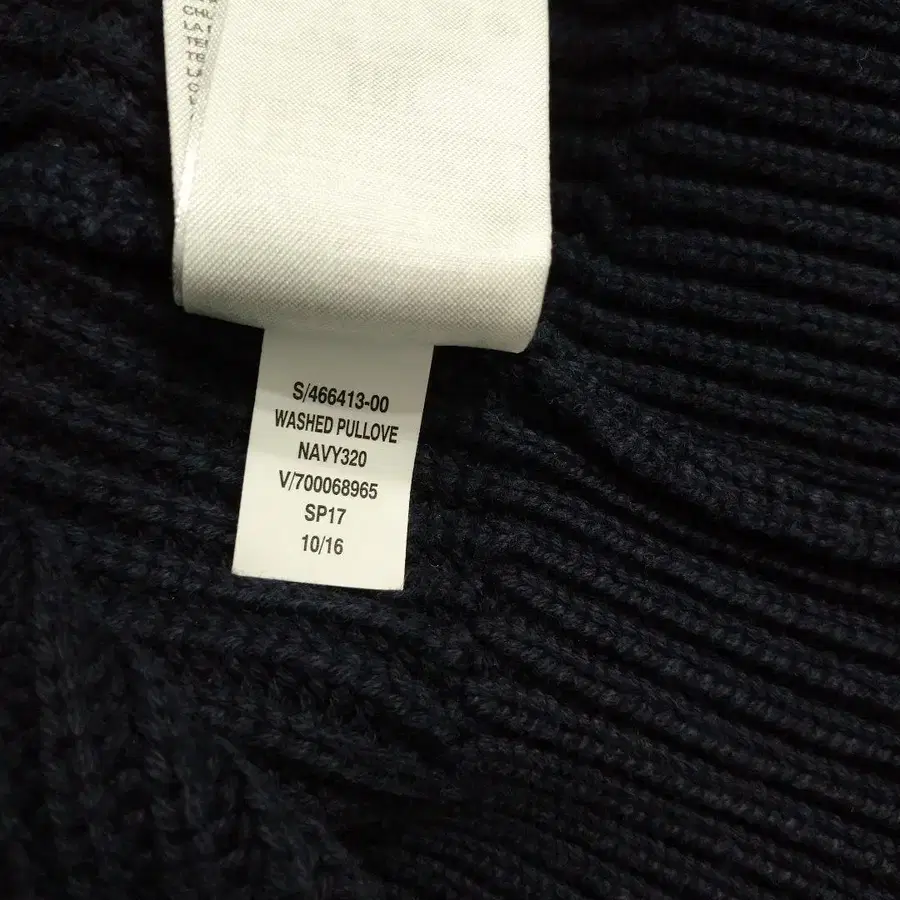 S/466413-00
WASHED PULLOVE
NAVY320
V/700068965
SP17
10/16